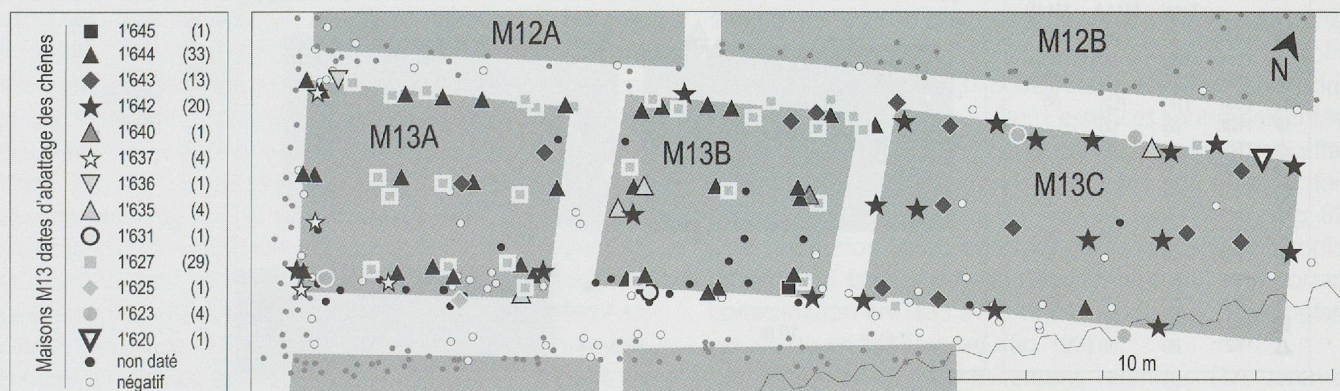 Maisons M13 dates d'abattage des chênes
1'645 (1)
1'644 (33)
1'643 (13)
1'642 (20)
1'640 (1)
1'637 (4)
1'636 (1)
1'635 (4)
1'631 (1)
1'627 (29)
1'625 (1)
1'623 (4)
1'620 (1)
non daté
négatif
M12A
M12B
N
M13A
M13B
M13C
10 m